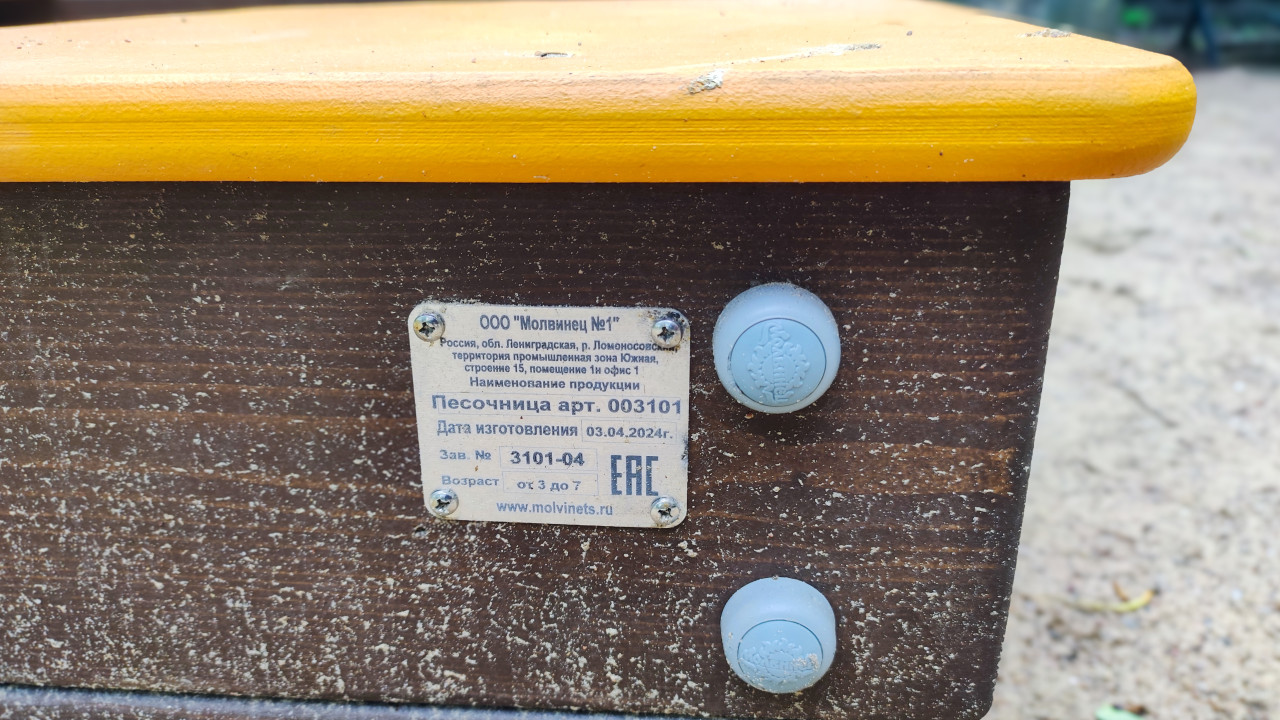 ООО "Молвинец №1"
Россия, обл. Ленинградская, р. Ломоносовский,
территория промышленная зона Южная,
строение 15, помещение 1н офис 1
Наименование продукции
Песочница арт. 003101
Дата изготовления 03.04.2024г.
Зав. № 3101-04
EAC
Возраст от 3 до 7
www.molvinets.ru